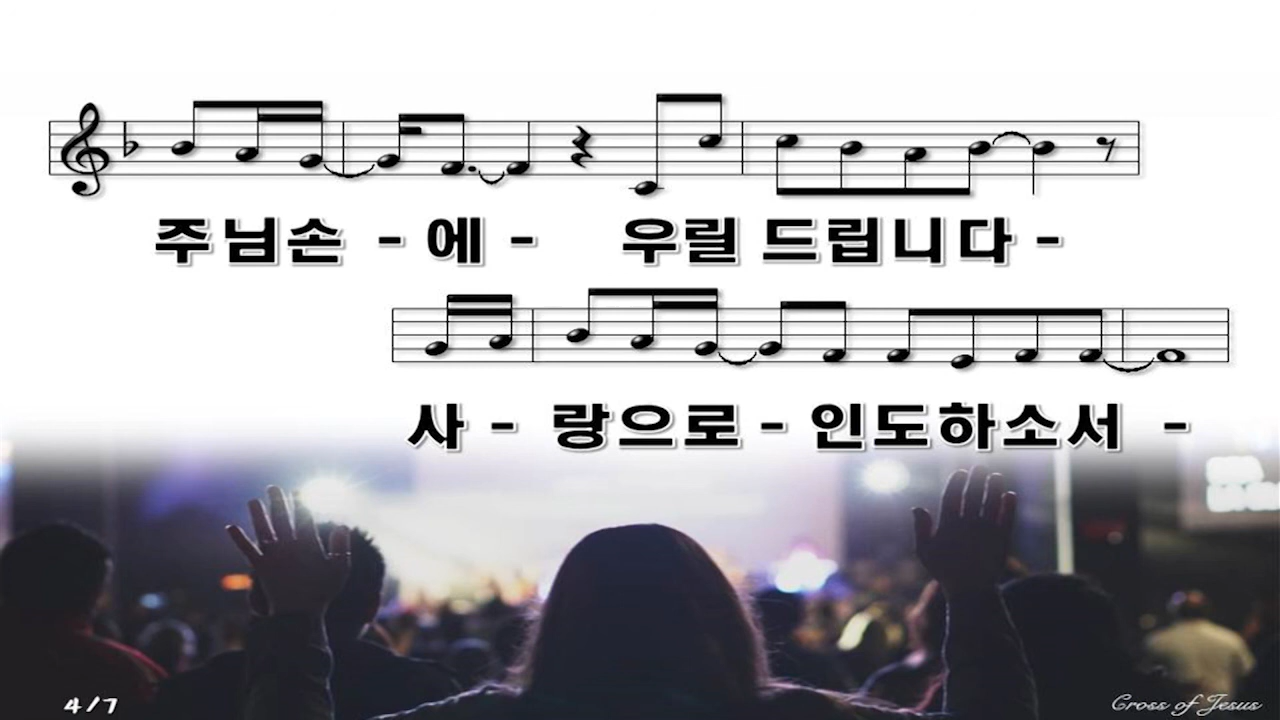 주님손 - 에 - 우릴 드립니다 -
사 - 랑으로 - 인도하소서 -
4/7
Cross of Jesus